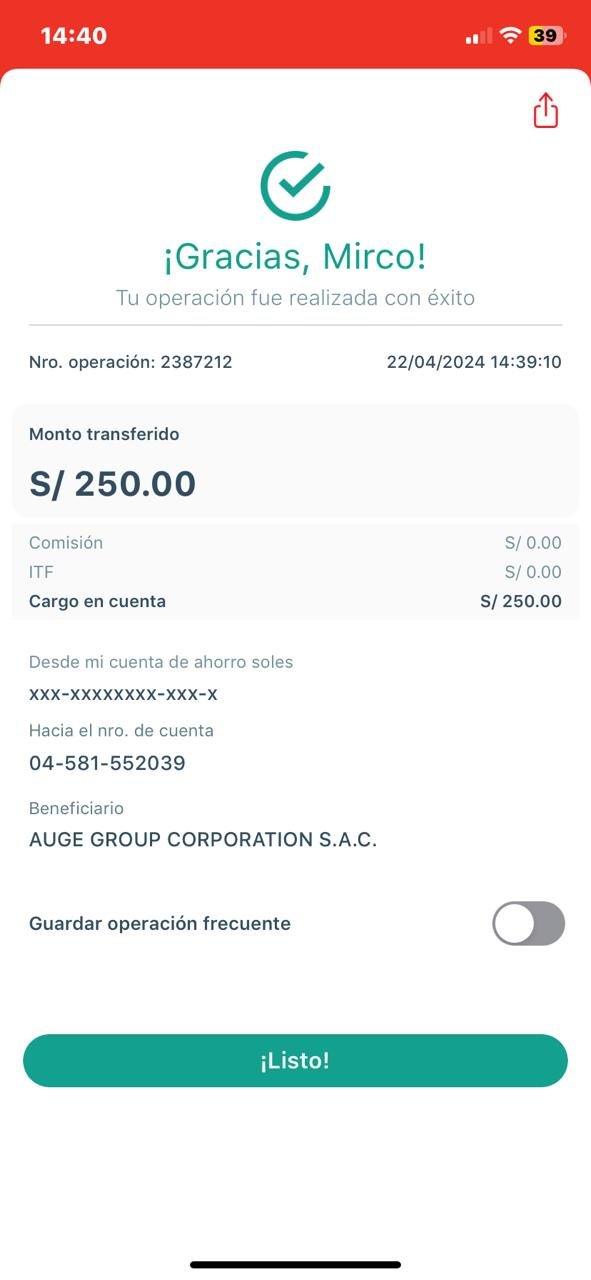 14:40
39
¡Gracias, Mirco!
Tu operación fue realizada con éxito
Nro. operación: 2387212 22/04/2024 14:39:10
Monto transferido
S/ 250.00
Comisión S/ 0.00
ITF S/ 0.00
Cargo en cuenta S/ 250.00
Desde mi cuenta de ahorro soles
xxx-xxxxxxxx-xxx-x
Hacia el nro. de cuenta
04-581-552039
Beneficiario
AUGE GROUP CORPORATION S.A.C.
Guardar operación frecuente
¡Listo!